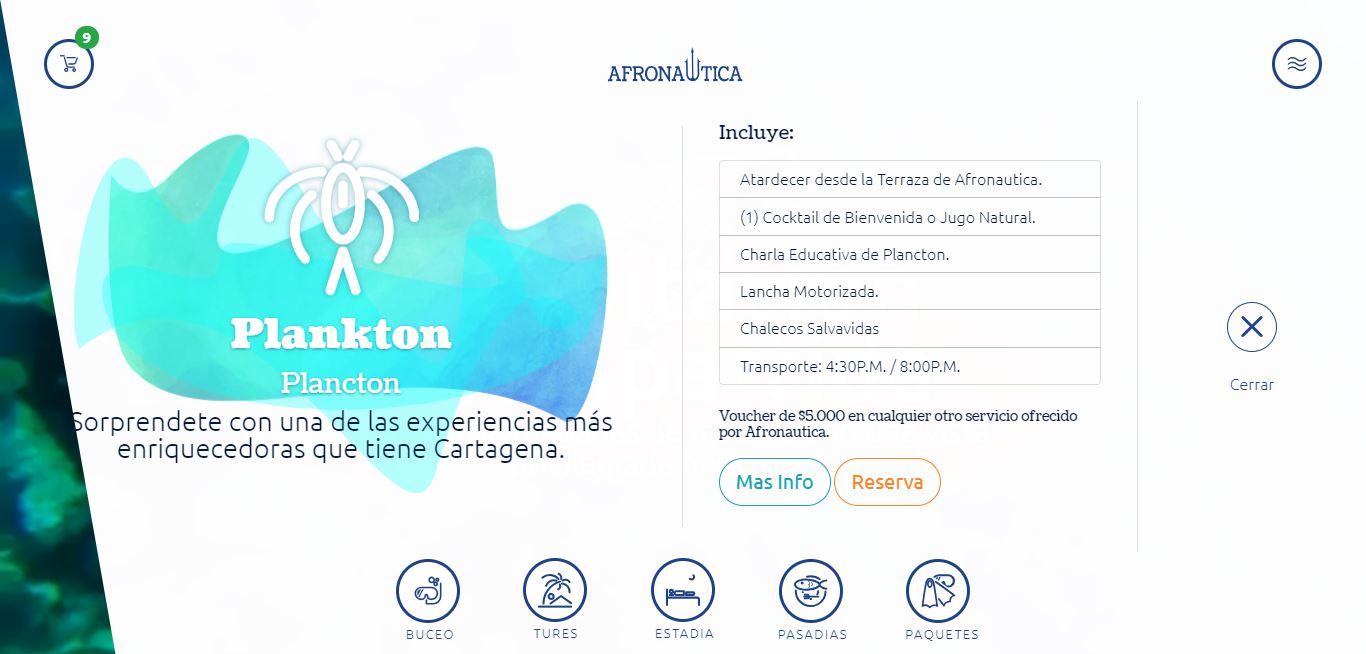 9
AFRONAUTICA
Plankton
Plancton
Sorprendete con una de las experiencias más
enriquecedoras que tiene Cartagena.
Incluye:
Atardecer desde la Terraza de Afronautica.
(1) Cocktail de Bienvenida o Jugo Natural.
Charla Educativa de Plancton.
Lancha Motorizada.
Chalecos Salvavidas
Transporte: 4:30P.M. / 8:00P.M.
Voucher de $5.000 en cualquier otro servicio ofrecido
por Afronautica.
Mas Info
Reserva
Cerrar
BUCEO
TURES
ESTADIA
PASADIAS
PAQUETES